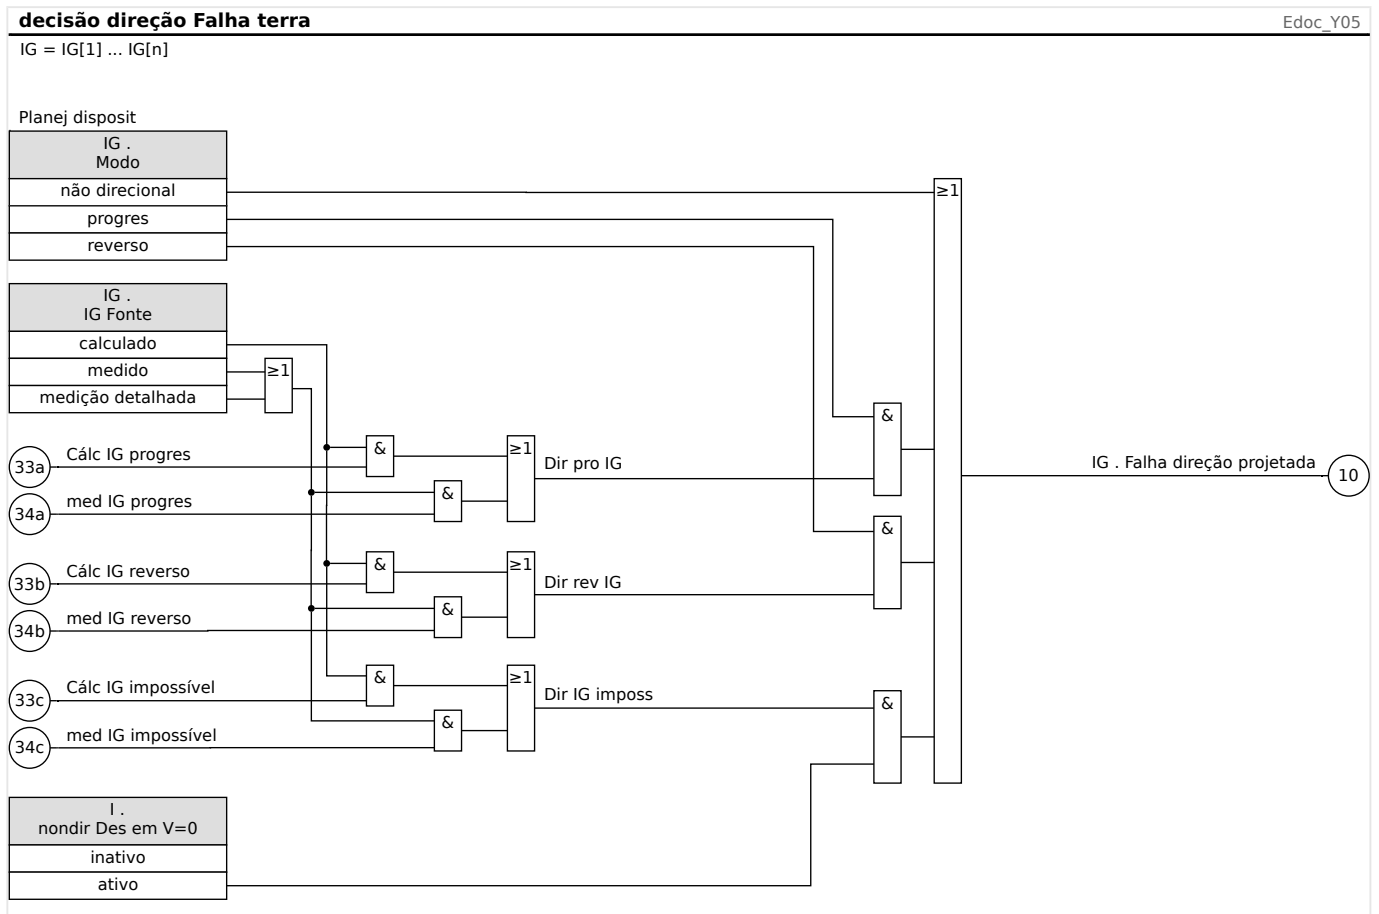 decisão direção Falha terra
Edoc_Y05
IG = IG[1] ... IG[n]
Planej disposit
IG .
Modo
não direcional
progres
reverso
≥1
IG .
IG Fonte
calculado
medido
medição detalhada
≥1
&
33a
Cálc IG progres
&
≥1
Dir pro IG
34a
med IG progres
&
IG . Falha direção projetada
10
&
33b
Cálc IG reverso
&
≥1
Dir rev IG
34b
med IG reverso
&
33c
Cálc IG impossível
&
≥1
Dir IG imposs
&
34c
med IG impossível
&
I .
nondir Des em V=0
inativo
ativo